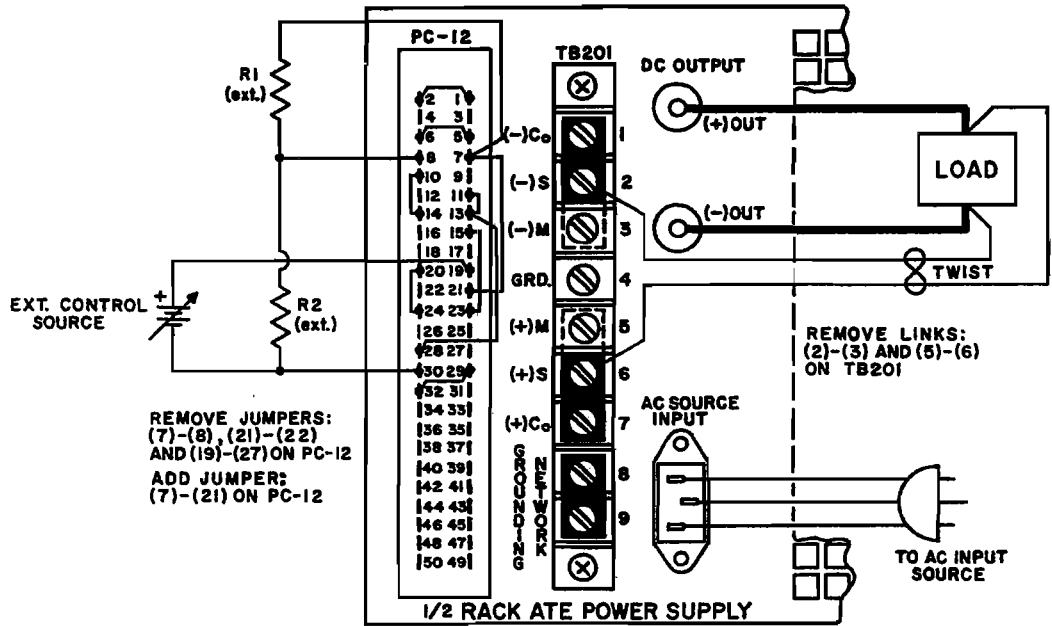 PC-12
R1
(ext.)
R2
(ext.)
+
EXT. CONTROL
SOURCE
2 1
4 3
6 5
8 7
10 9
12 11
14 13
16 15
18 17
20 19
22 21
24 23
26 25
28 27
30 29
32 31
34 33
36 35
38 37
40 39
42 41
44 43
46 45
48 47
50 49
REMOVE JUMPERS:
(7)-(8), (21)-(22)
AND (19)-(27) ON PC-12
ADD JUMPER:
(7)-(21) ON PC-12
TB201
(-)Co 1
(-)S 2
(-)M 3
GRD. 4
(+)M 5
(+)S 6
(+)Co 7
8
9
GROUNDING
NETWORK
DC OUTPUT
(+)OUT
(-)OUT
LOAD
TWIST
REMOVE LINKS:
(2)-(3) AND (5)-(6)
ON TB201
AC SOURCE
INPUT
TO AC INPUT
SOURCE
1/2 RACK ATE POWER SUPPLY